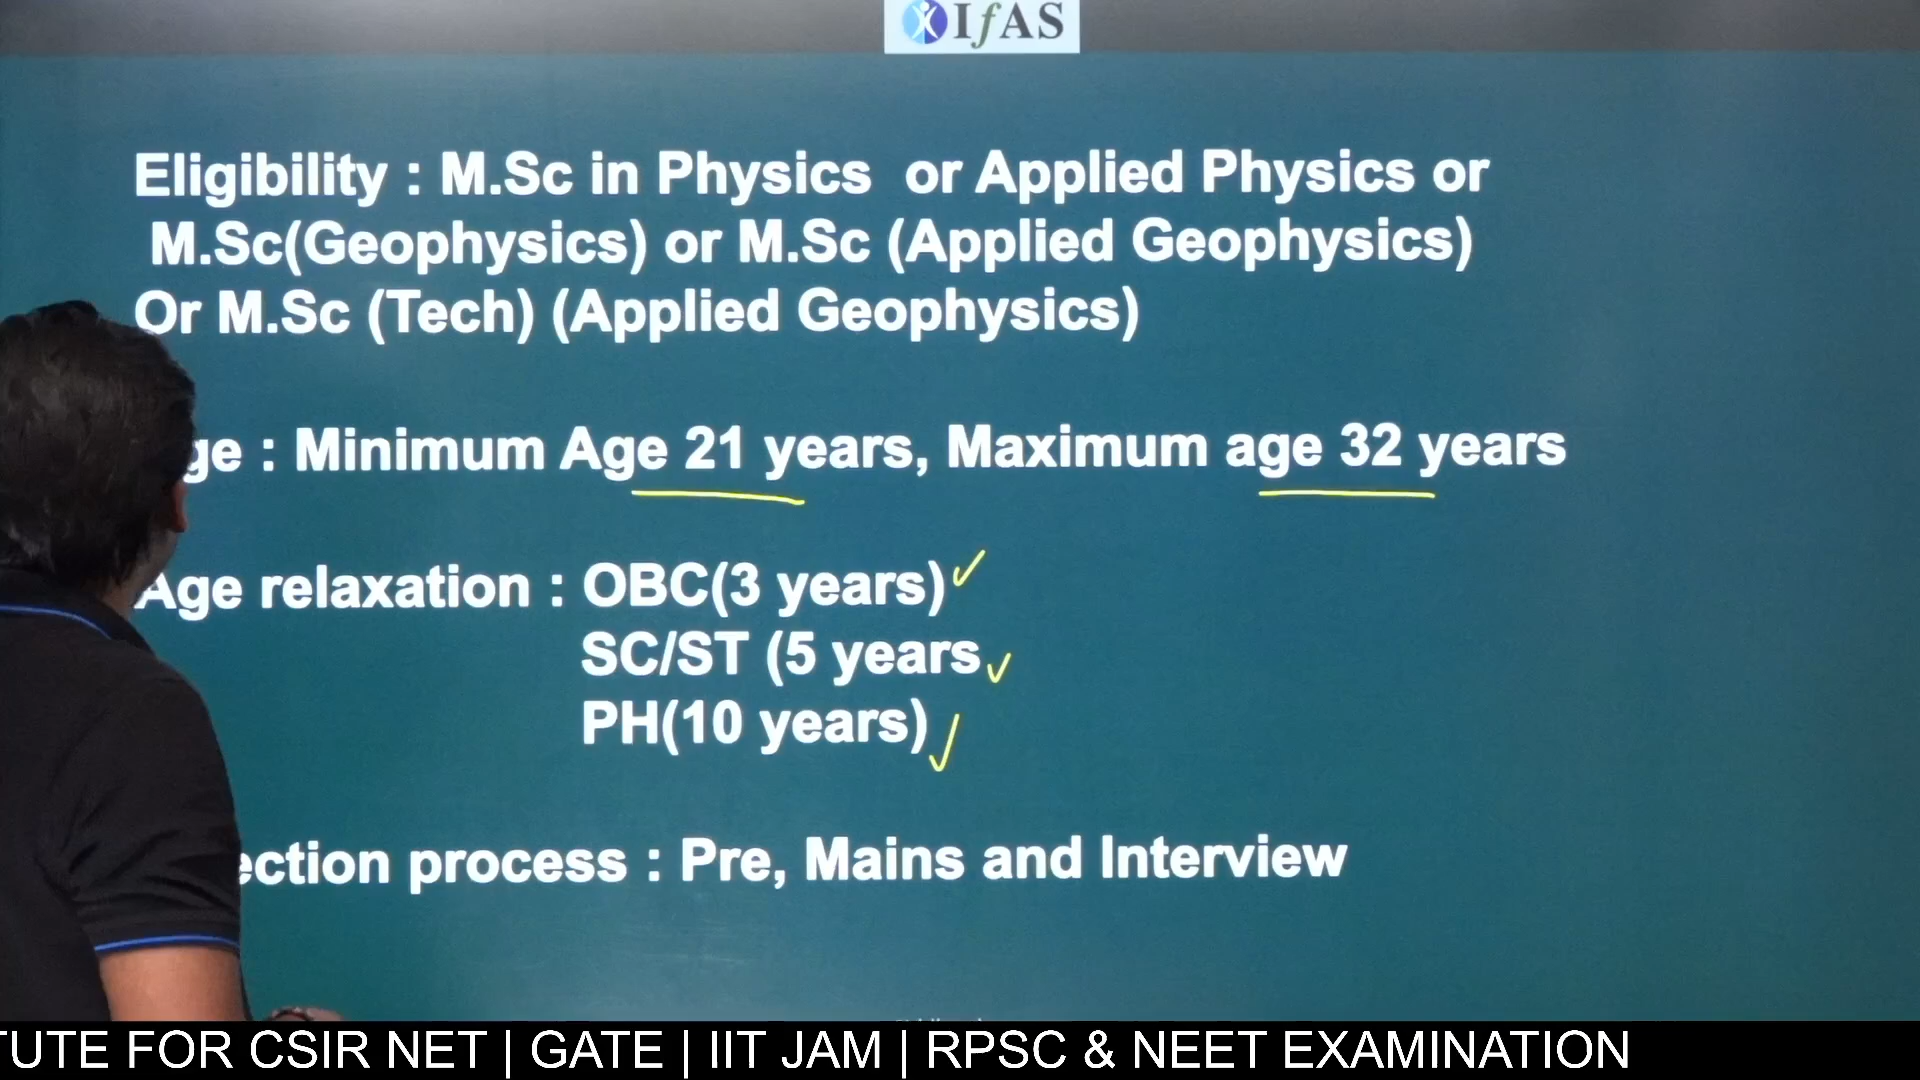 IfAS
Eligibility : M.Sc in Physics or Applied Physics or
M.Sc(Geophysics) or M.Sc (Applied Geophysics)
Or M.Sc (Tech) (Applied Geophysics)
ge : Minimum Age 21 years, Maximum age 32 years
Age relaxation : OBC(3 years)
SC/ST (5 years
PH(10 years)
ection process : Pre, Mains and Interview
TUTE FOR CSIR NET | GATE | IIT JAM | RPSC & NEET EXAMINATION